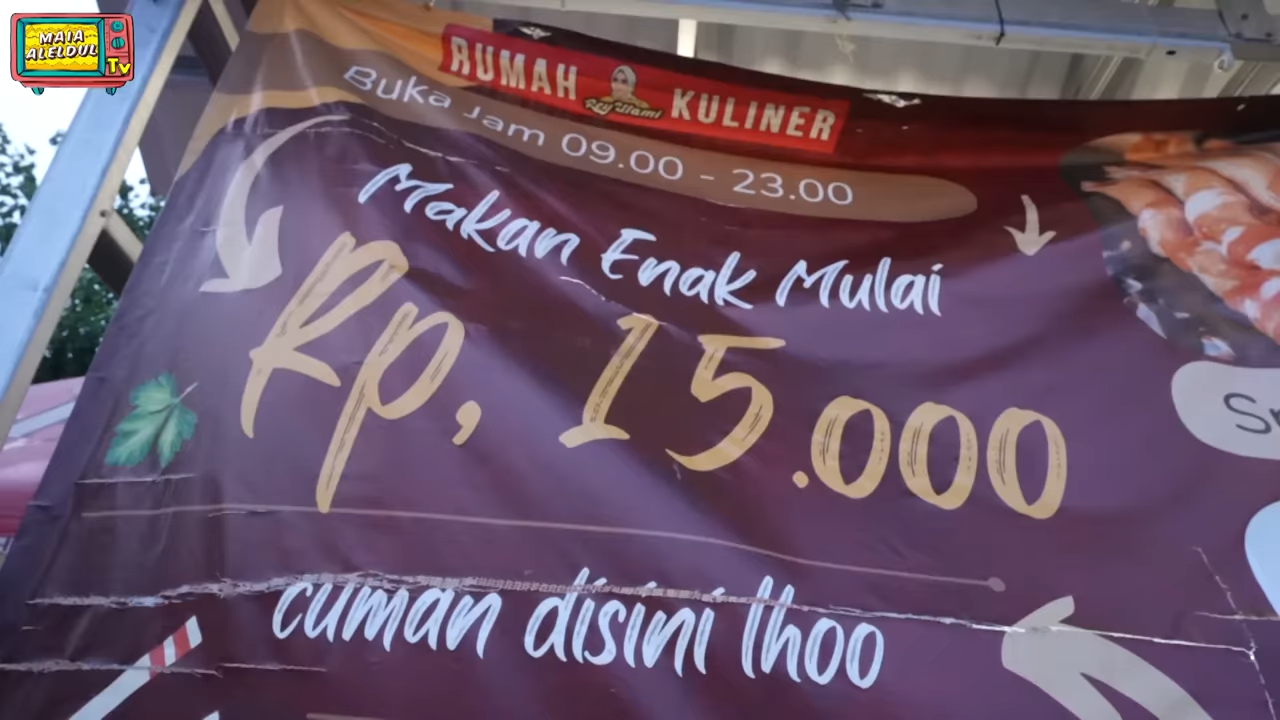 MAIA
ALELDUL
Tv
RUMAH KULINER
Buka Jam 09.00 - 23.00
Makan Enak Mulai
Rp, 15.000
cuman disini lhoo